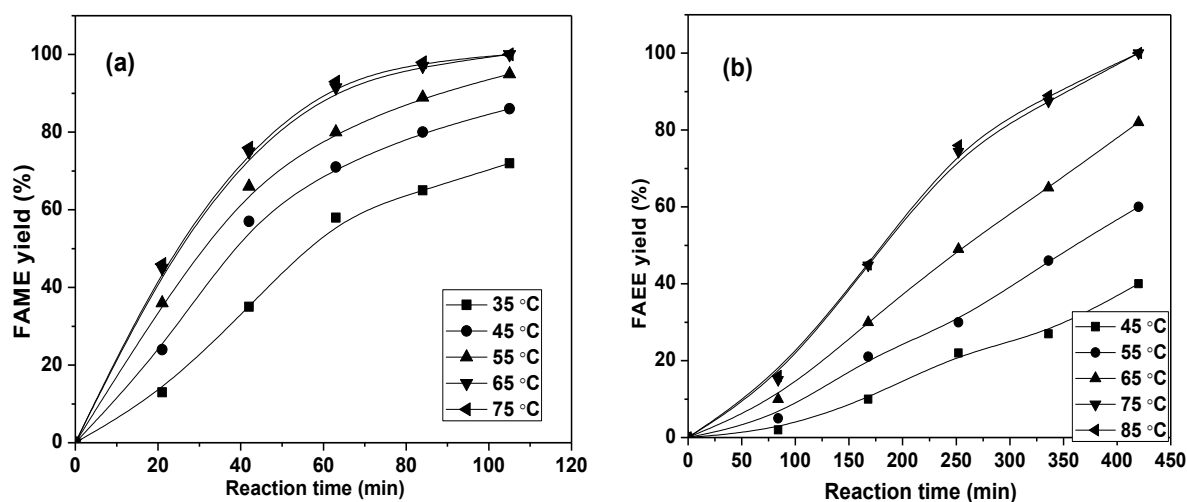 (a)
FAME yield (%)
100
80
60
40
20
0
0 20 40 60 80 100 120
Reaction time (min)
35 °C
45 °C
55 °C
65 °C
75 °C
(b)
FAEE yield (%)
100
80
60
40
20
0
0 50 100 150 200 250 300 350 400 450
Reaction time (min)
45 °C
55 °C
65 °C
75 °C
85 °C